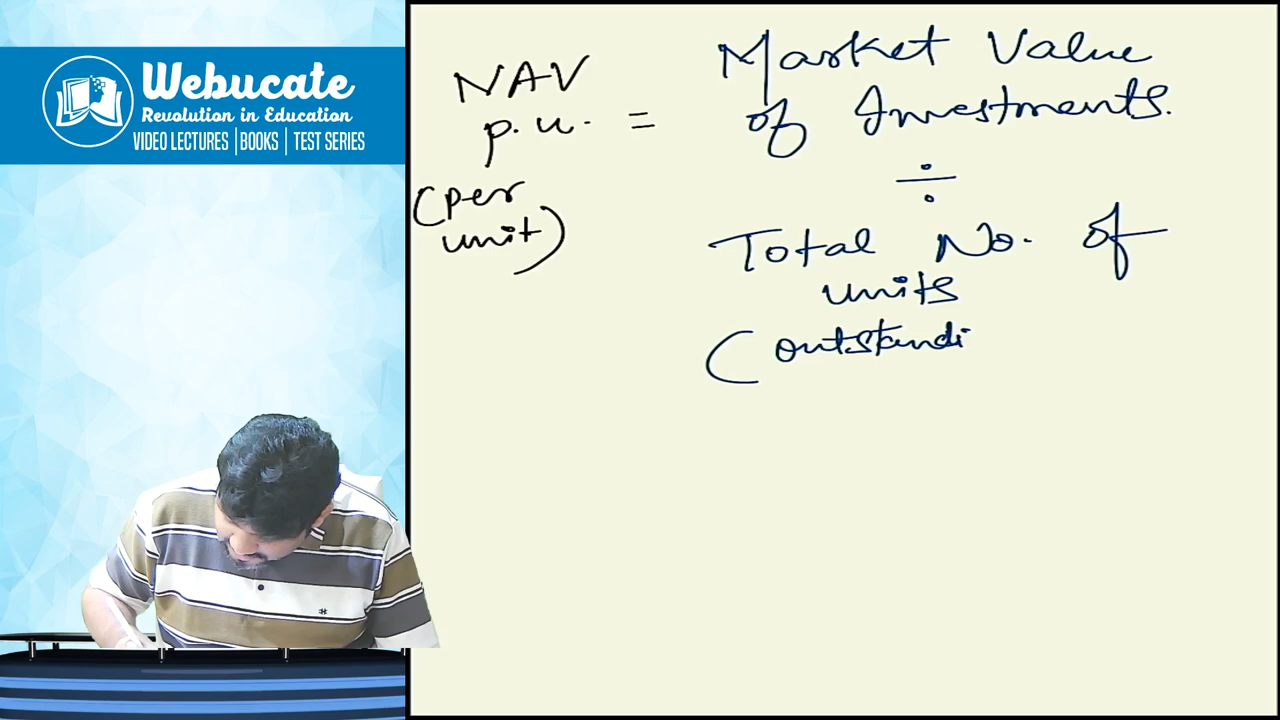 Webucate
Revolution in Education
VIDEO LECTURES | BOOKS | TEST SERIES
NAV
p.u. =
(per
unit)
Market Value
of Investments.
÷
Total No. of
units
(outstandi